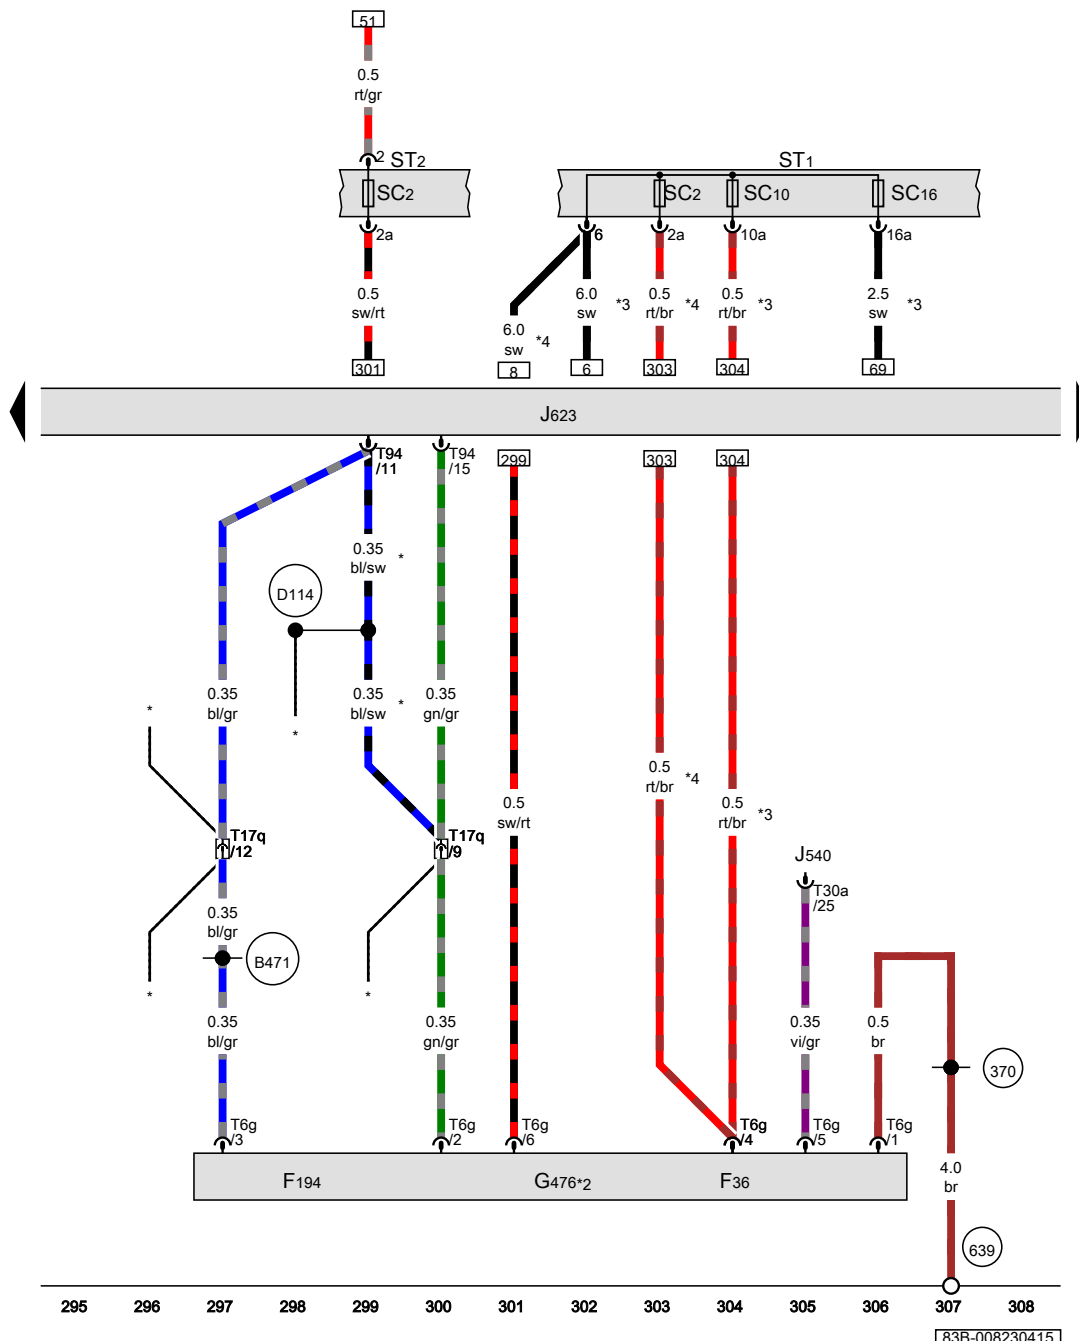 51
0.5
rt/gr
2
ST2
ST1
SC2
SC2
SC10
SC16
2a
6
2a
10a
16a
0.5
sw/rt
6.0
sw
*4
6.0
sw
*3
0.5
rt/br
*4
0.5
rt/br
*3
2.5
sw
*3
301
8
6
303
304
69
J623
T94
/11
T94
/15
299
303
304
0.35
bl/sw
*
D114
0.35
bl/gr
0.35
bl/sw
*
0.35
gn/gr
*
*
0.5
rt/br
*4
0.5
sw/rt
0.5
rt/br
*3
T17q
/12
T17q
/9
J540
T30a
/25
0.35
bl/gr
B471
*
*
0.35
bl/gr
0.35
gn/gr
0.35
vi/gr
0.5
br
370
T6g
/3
T6g
/2
T6g
/6
T6g
/4
T6g
/5
T6g
/1
F194
G476*2
F36
4.0
br
639
295 296 297 298 299 300 301 302 303 304 305 306 307 308
83B-008230415